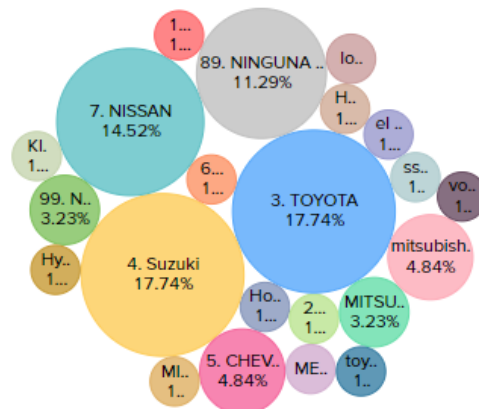 1...
1...
89. NINGUNA ..
11.29%
lo..
7. NISSAN
14.52%
H..
1...
el ..
1...
KI.
1...
6...
1...
ss..
1..
vo..
1..
99. N..
3.23%
3. TOYOTA
17.74%
mitsubish.
4.84%
4. Suzuki
17.74%
Hy..
1...
Ho..
1...
2...
1...
MITSU..
3.23%
MI..
1..
5. CHEV..
4.84%
ME..
toy..
1..